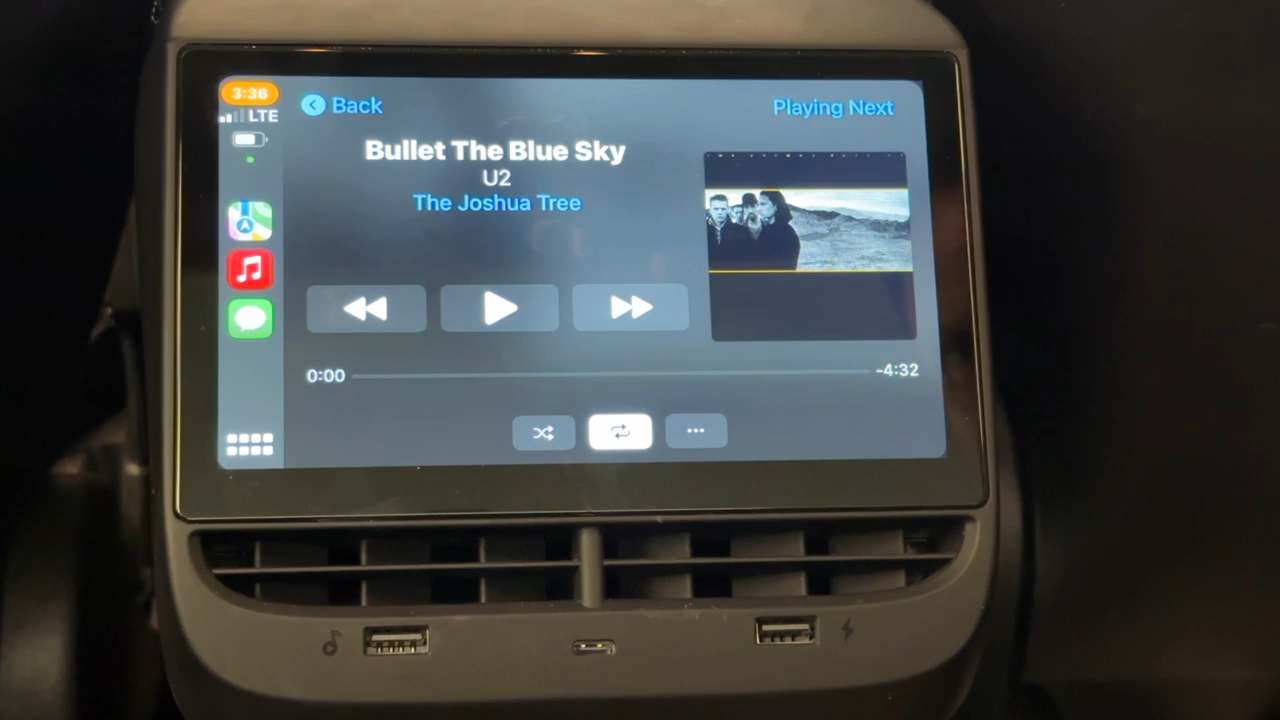 3:36
LTE
Back
Playing Next
Bullet The Blue Sky
U2
The Joshua Tree
0:00
-4:32